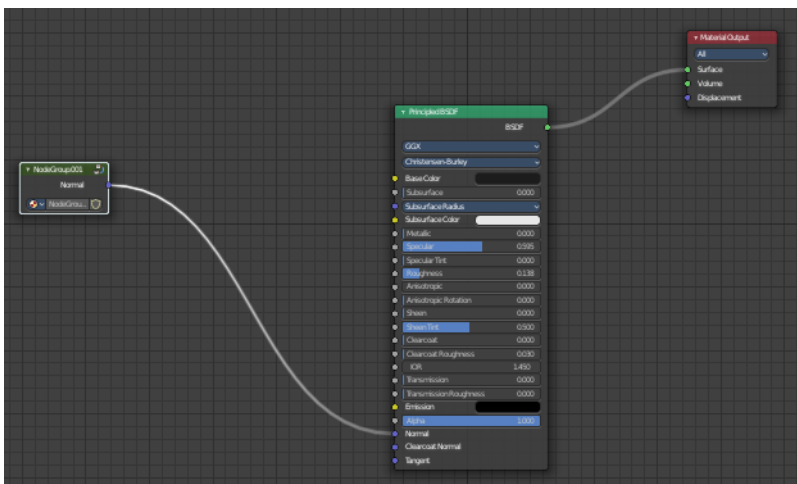 Material Output
All
Surface
Volume
Displacement
Principled BSDF
BSDF
GGX
Christensen-Burley
Base Color
Subsurface 0.000
Subsurface Radius
Subsurface Color
Metallic 0.000
Specular 0.595
Specular Tint 0.000
Roughness 0.138
Anisotropic 0.000
Anisotropic Rotation 0.000
Sheen 0.000
Sheen Tint 0.500
Clearcoat 0.000
Clearcoat Roughness 0.030
IOR 1.450
Transmission 0.000
Transmission Roughness 0.000
Emission
Alpha 1.000
Normal
Clearcoat Normal
Tangent
NodeGroup.001
Normal
NodeGrou...